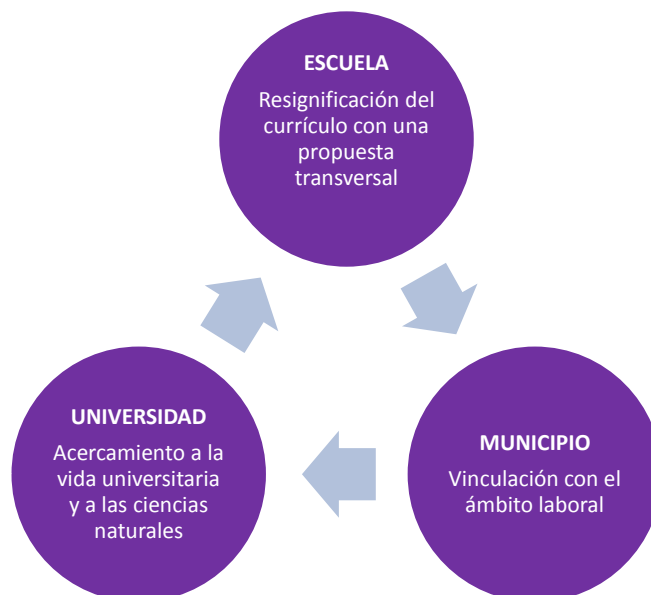 ESCUELA
Resignificación del
currículo con una
propuesta
transversal
UNIVERSIDAD
Acercamiento a la
vida universitaria
y a las ciencias
naturales
MUNICIPIO
Vinculación con el
ámbito laboral